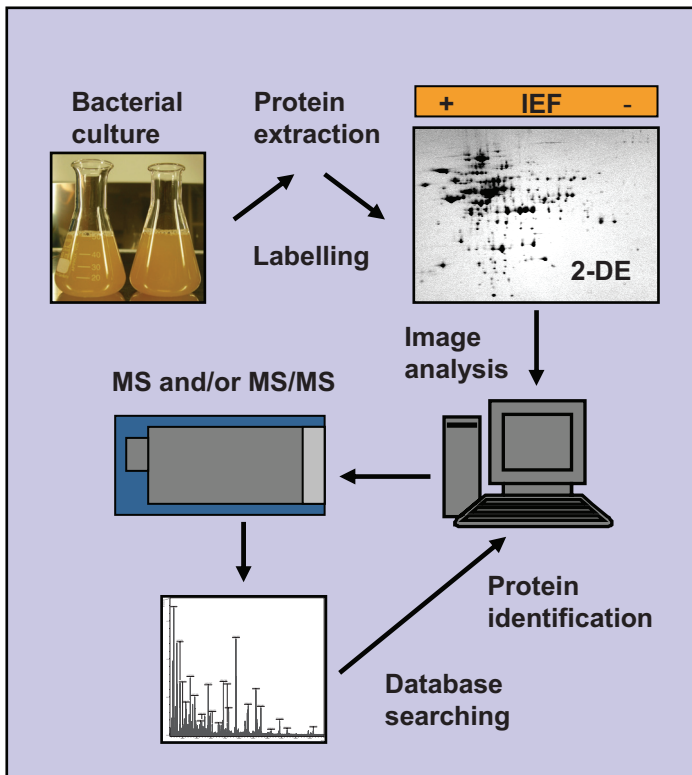 Bacterial
culture
Protein
extraction
+ IEF -
Labelling
2-DE
Image
analysis
MS and/or MS/MS
Protein
identification
Database
searching